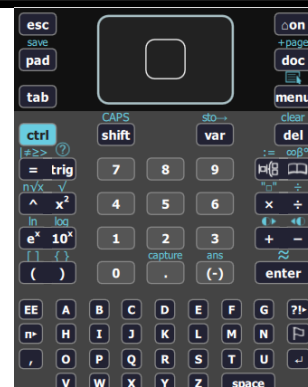 esc ⌂on
save +page
pad doc
tab menu
CAPS sto→ clear
ctrl shift var del
|≠≥> ? := ∞β°
= trig 7 8 9
n√x √ "□" ÷
^ x² 4 5 6 × ÷
ln log
eˣ 10ˣ 1 2 3 + −
[ ] { } capture ans ≈
( ) 0 . (-) enter
EE A B C D E F G ?!▸
π▸ H I J K L M N
, O P Q R S T U ↵
V W X Y Z space